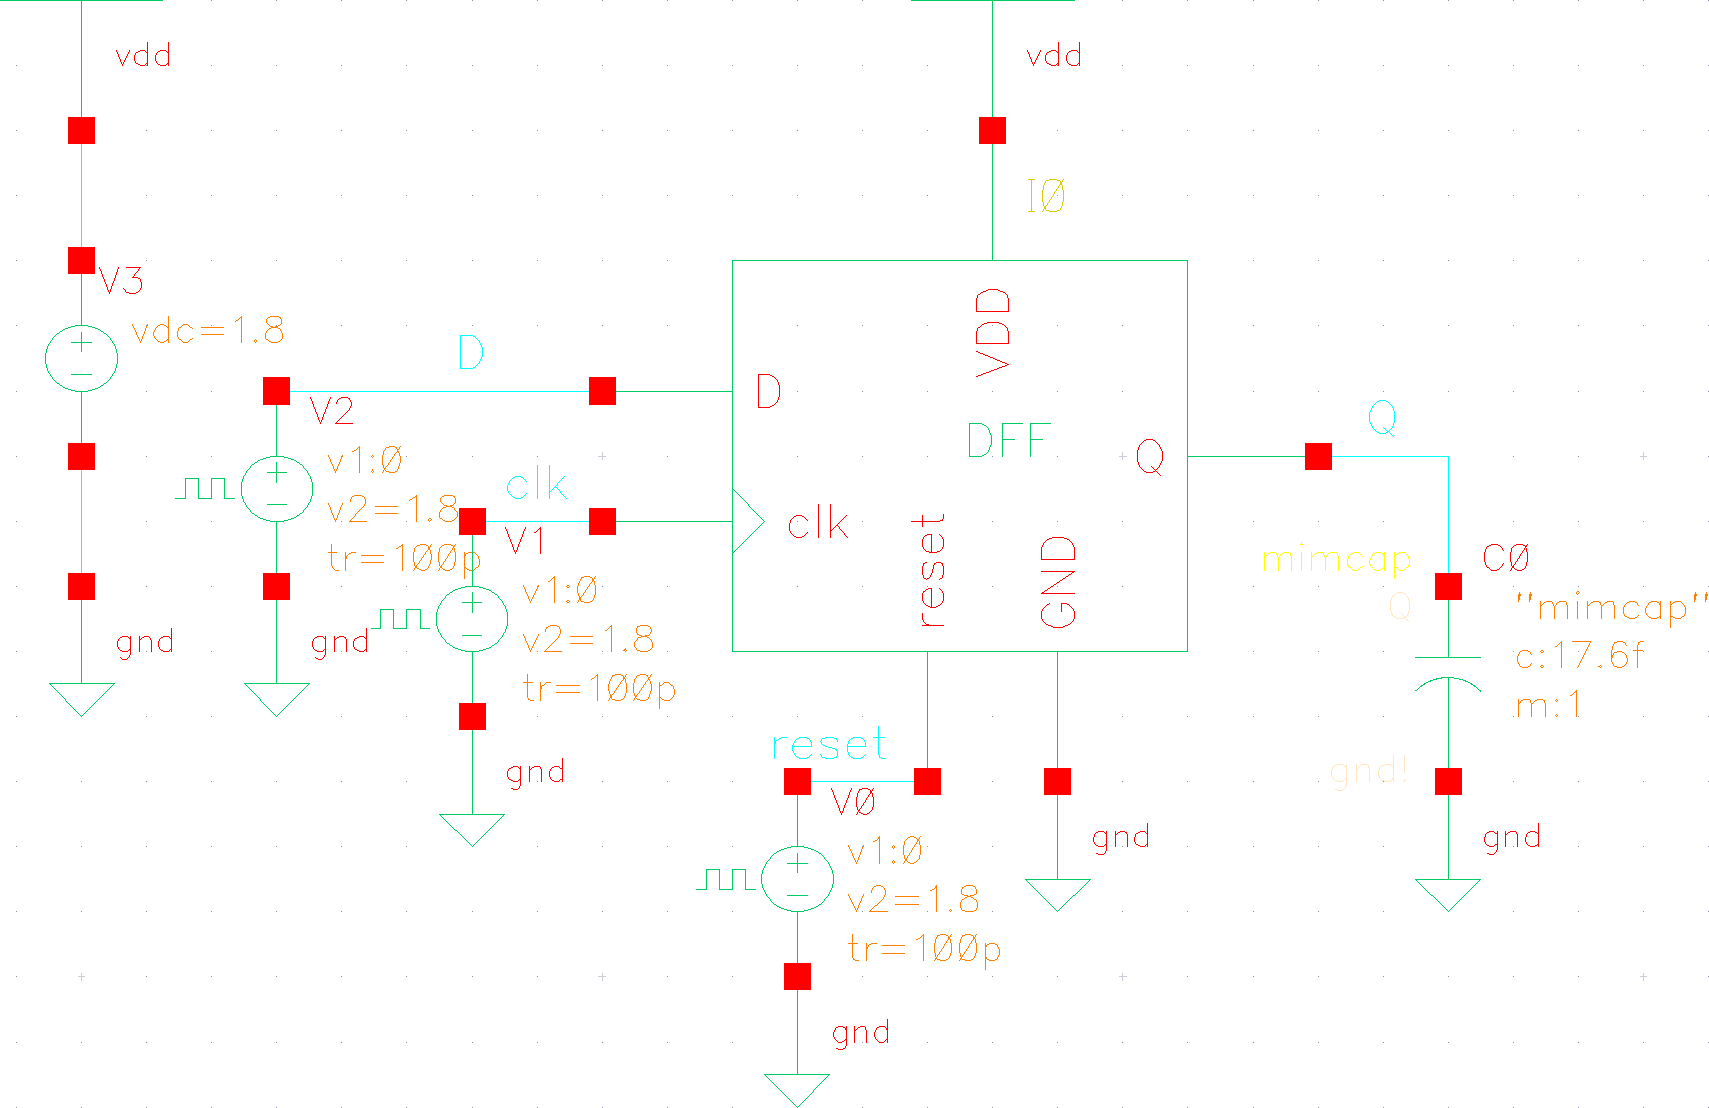 vdd
vdd
I0
V3
vdc=1.8
D
V2
v1:0
v2=1.8
tr=100p
gnd
gnd
clk
V1
v1:0
v2=1.8
tr=100p
gnd
VDD
D
DFF
Q
clk
reset
GND
Q
mimcap
C0
Q
"mimcap"
c:17.6f
m:1
gnd!
gnd
reset
V0
v1:0
v2=1.8
tr=100p
gnd
gnd